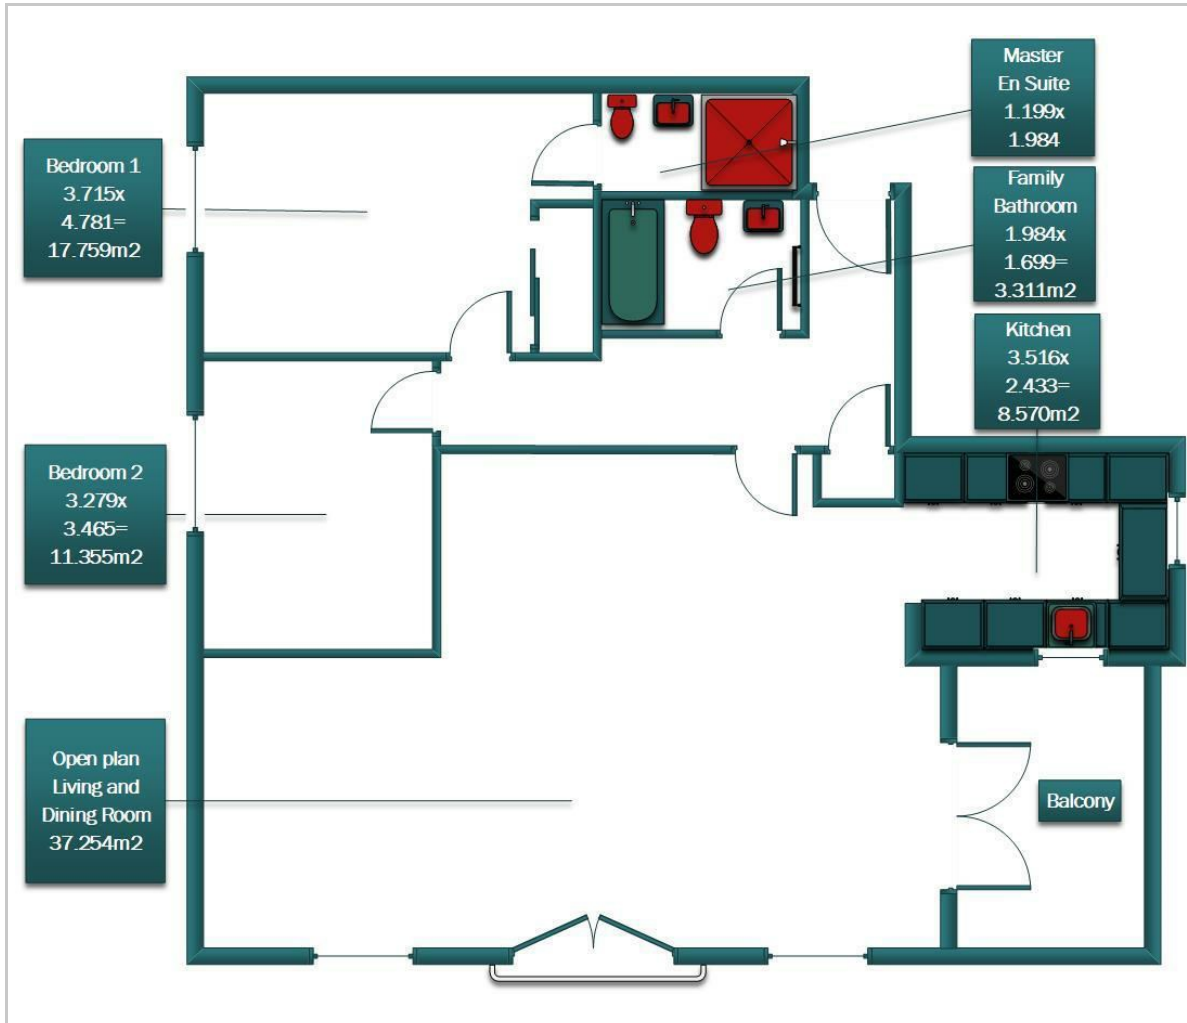 Master
En Suite
1.199x
1.984
Bedroom 1
3.715x
4.781=
17.759m2
Family
Bathroom
1.984x
1.699=
3.311m2
Kitchen
3.516x
2.433=
8.570m2
Bedroom 2
3.279x
3.465=
11.355m2
Open plan
Living and
Dining Room
37.254m2
Balcony